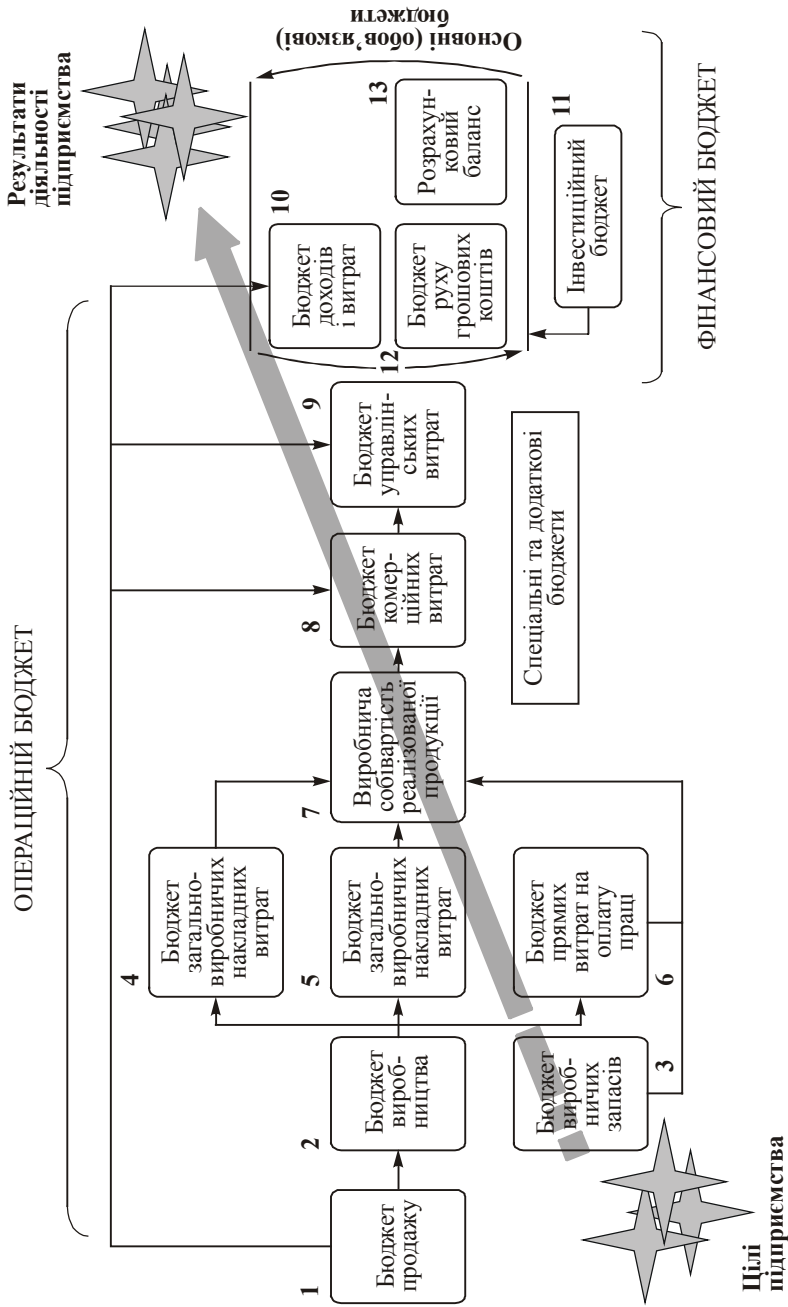 ОПЕРАЦІЙНІЙ БЮДЖЕТ
Результати
діяльності
підприємства
1
Бюджет
продажу
2
Бюджет
вироб-
ництва
Бюджет
вироб-
ничих
запасів
3
4
Бюджет
загально-
виробничих
накладних
витрат
5
Бюджет
загально-
виробничих
накладних
витрат
Бюджет
прямих
витрат на
оплату
праці
6
7
Виробнича
собівартість
реалізованої
продукції
8
Бюджет
комер-
ційних
витрат
9
Бюджет
управлін-
ських
витрат
Спеціальні та додаткові
бюджети
10
Бюджет
доходів
і витрат
12
Бюджет
руху
грошових
коштів
13
Розрахун-
ковий
баланс
11
Інвестиційний
бюджет
Основні (обов’язкові)
бюджети
ФІНАНСОВИЙ БЮДЖЕТ
Цілі
підприємства